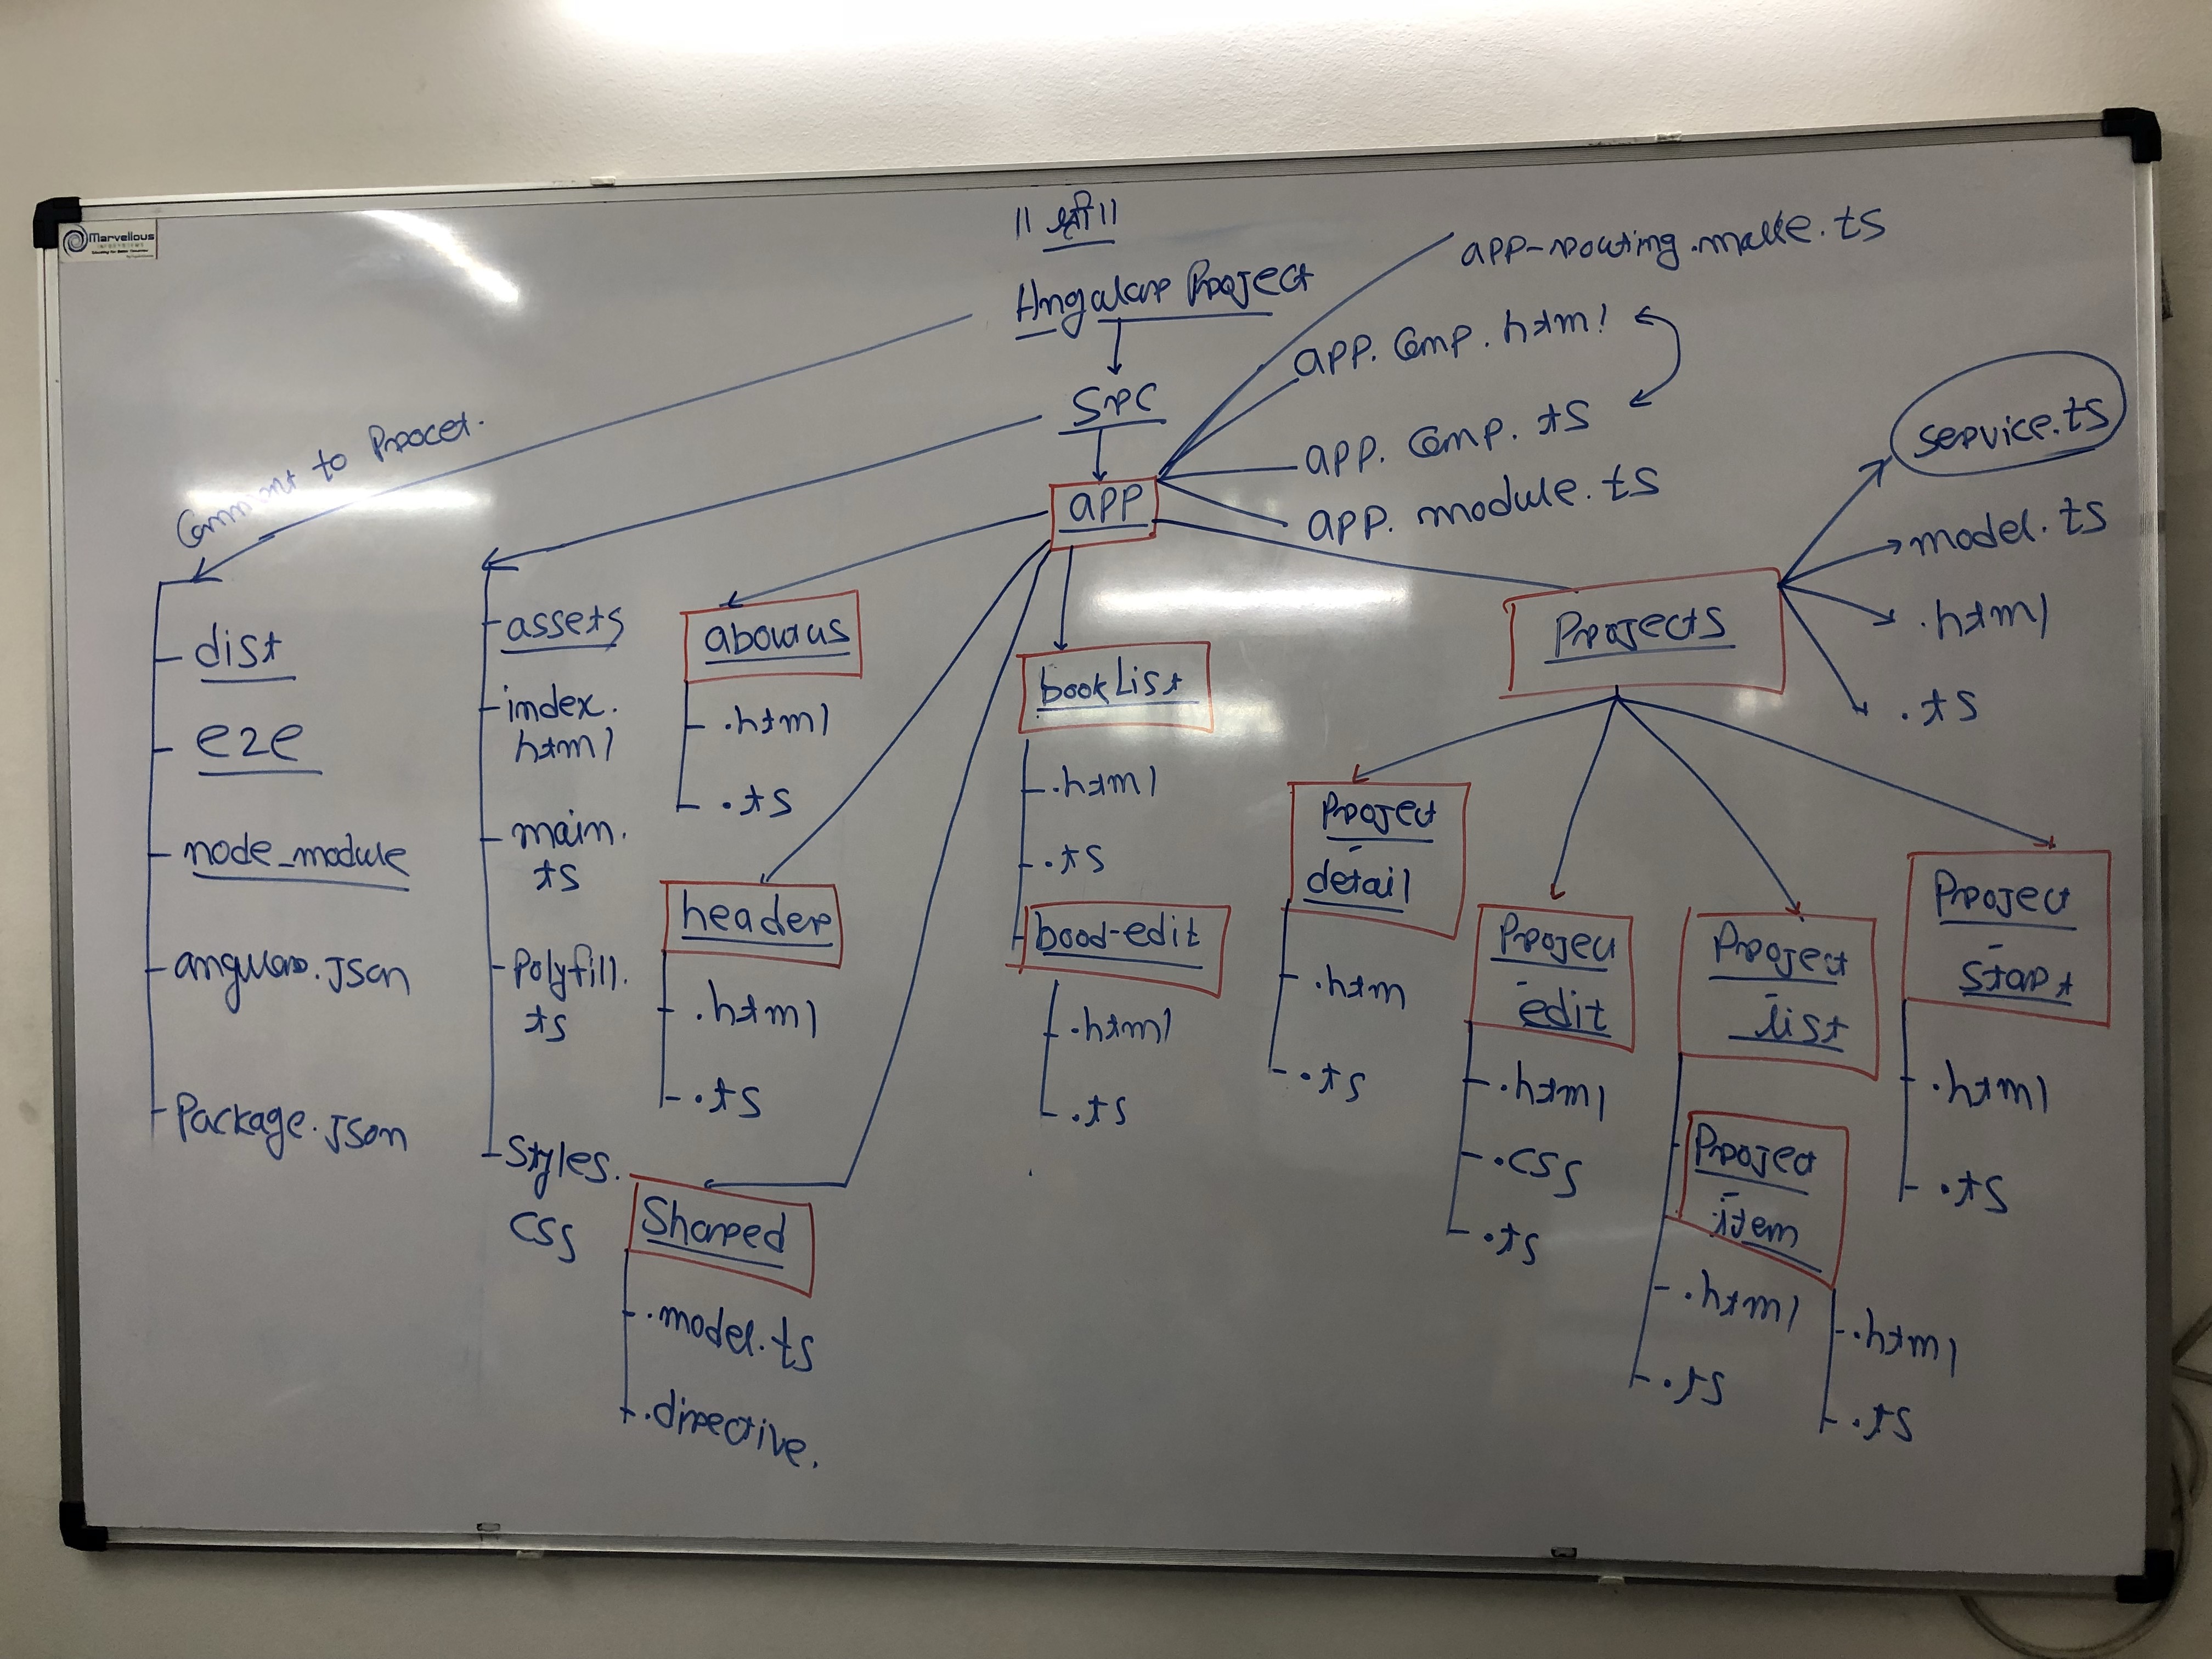 Marvellous
॥ श्री ॥
Angular Project
src
app
app-routing.module.ts
app.comp.html
app.comp.ts
app.module.ts
service.ts
model.ts
.html
.ts
Projects
Comm to
dist
e2e
node_module
angular.json
Package.json
assets
index.
html
main.
ts
Polyfill.
ts
Styles.
css
aboutus
.html
.ts
header
.html
.ts
Shared
.model.ts
.directive.
bookList
.html
.ts
bood-edit
.html
.ts
Project
-
detail
.htm
.ts
Project
-
edit
.html
.css
.ts
Project
-
list
Project
-
item
.html
.ts
.html
.ts
Project
-
start
.html
.ts